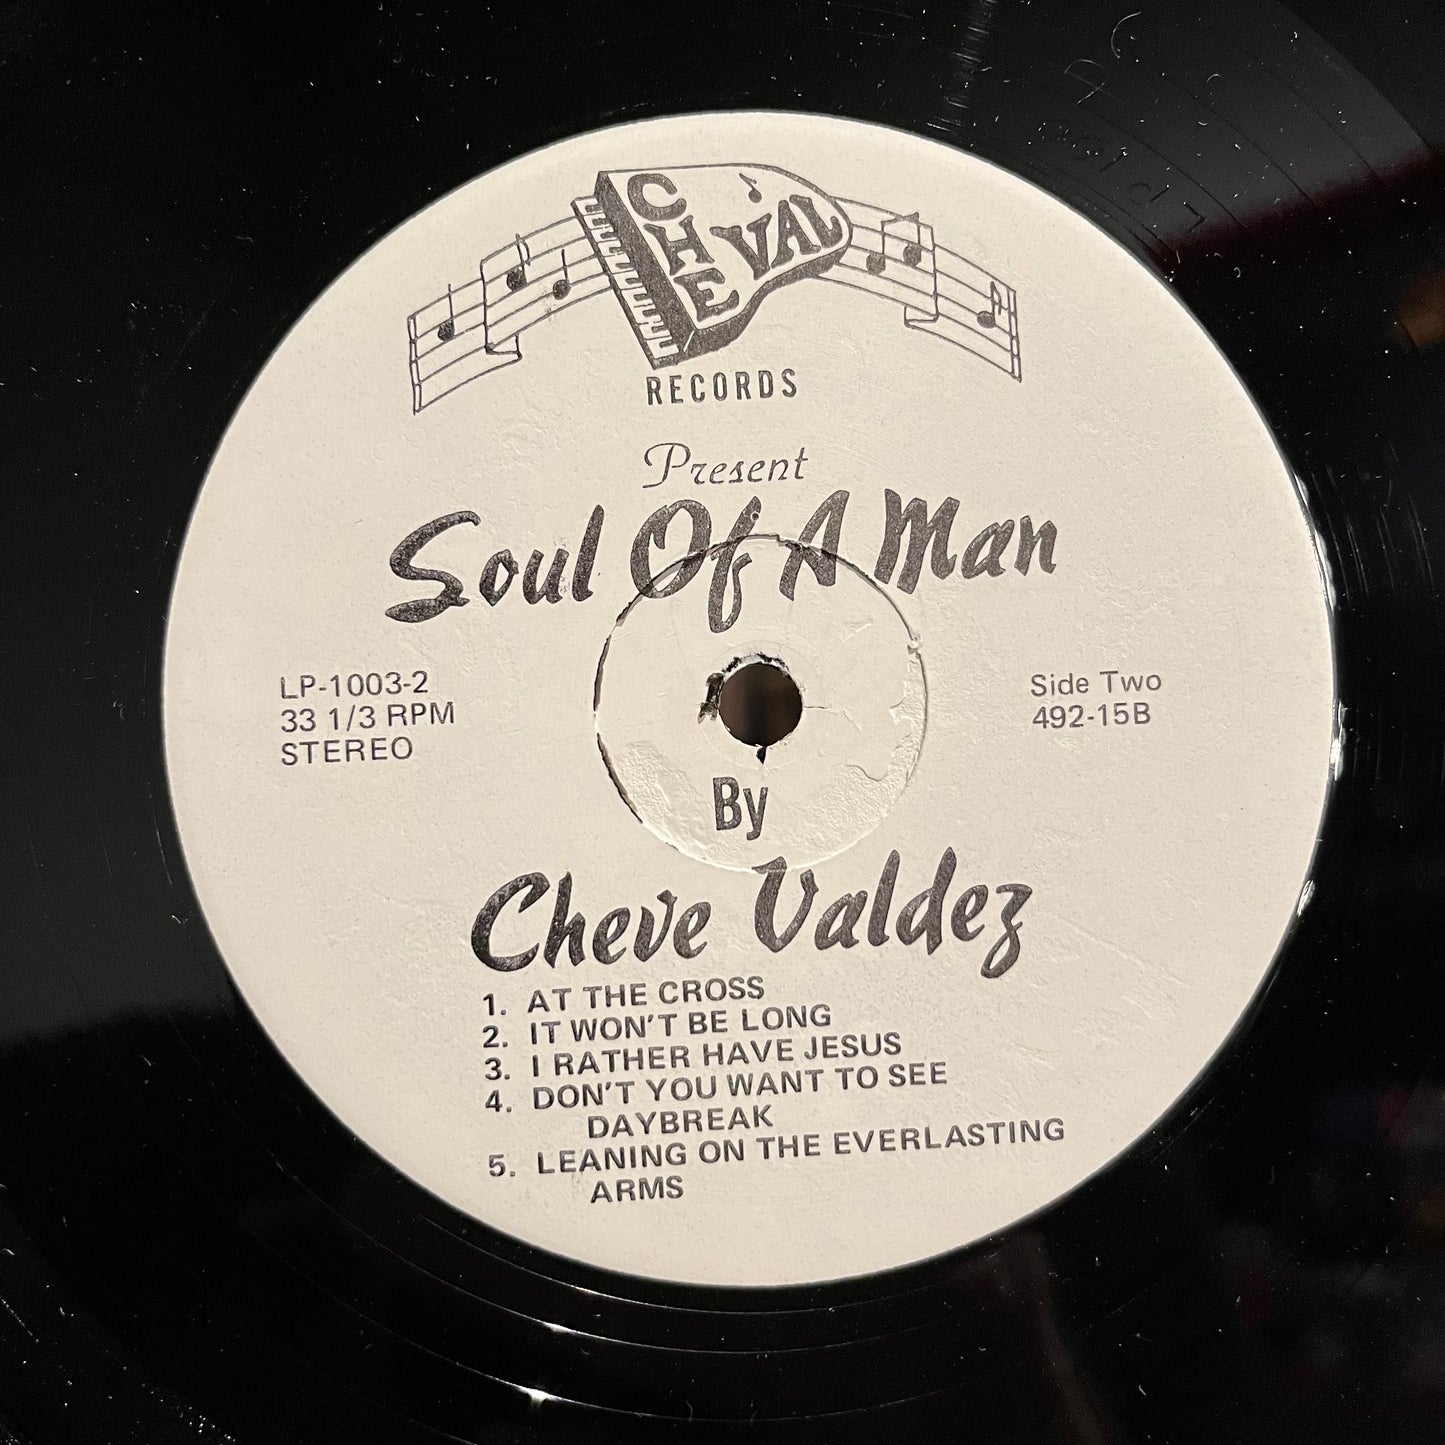 CHE VAL
RECORDS
Present
Soul Of A Man
LP-1003-2
33 1/3 RPM
STEREO
Side Two
492-15B
By
Cheve Valdez
1. AT THE CROSS
2. IT WON'T BE LONG
3. I RATHER HAVE JESUS
4. DON'T YOU WANT TO SEE
DAYBREAK
5. LEANING ON THE EVERLASTING
ARMS